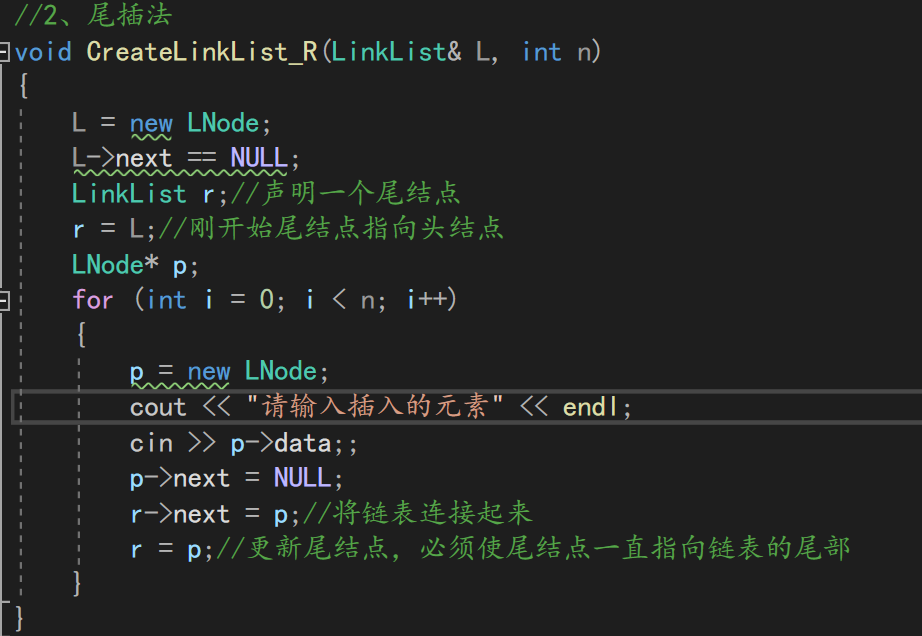 //2、尾插法
void CreateLinkList_R(LinkList& L, int n)
{
L = new LNode;
L->next == NULL;
LinkList r;//声明一个尾结点
r = L;//刚开始尾结点指向头结点
LNode* p;
for (int i = 0; i < n; i++)
{
p = new LNode;
cout << "请输入插入的元素" << endl;
cin >> p->data;;
p->next = NULL;
r->next = p;//将链表连接起来
r = p;//更新尾结点，必须使尾结点一直指向链表的尾部
}
}